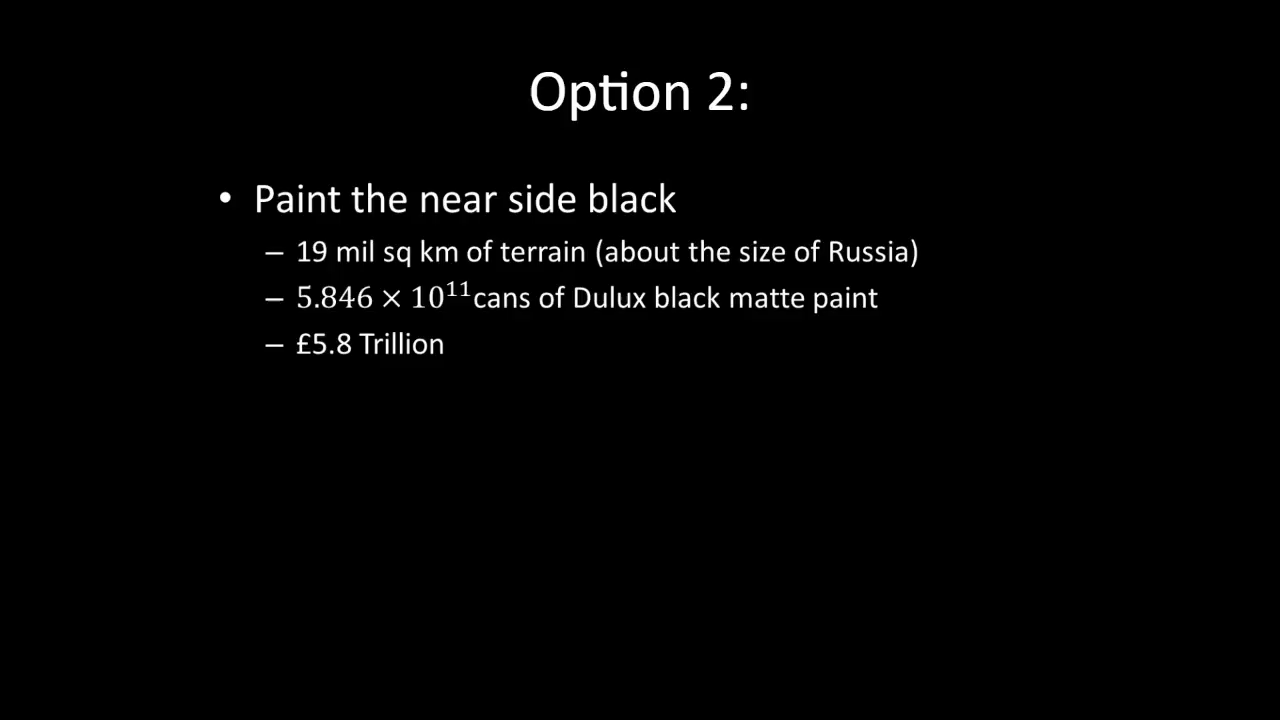 Option 2:
• Paint the near side black
– 19 mil sq km of terrain (about the size of Russia)
– 5.846 × 10¹¹cans of Dulux black matte paint
– £5.8 Trillion